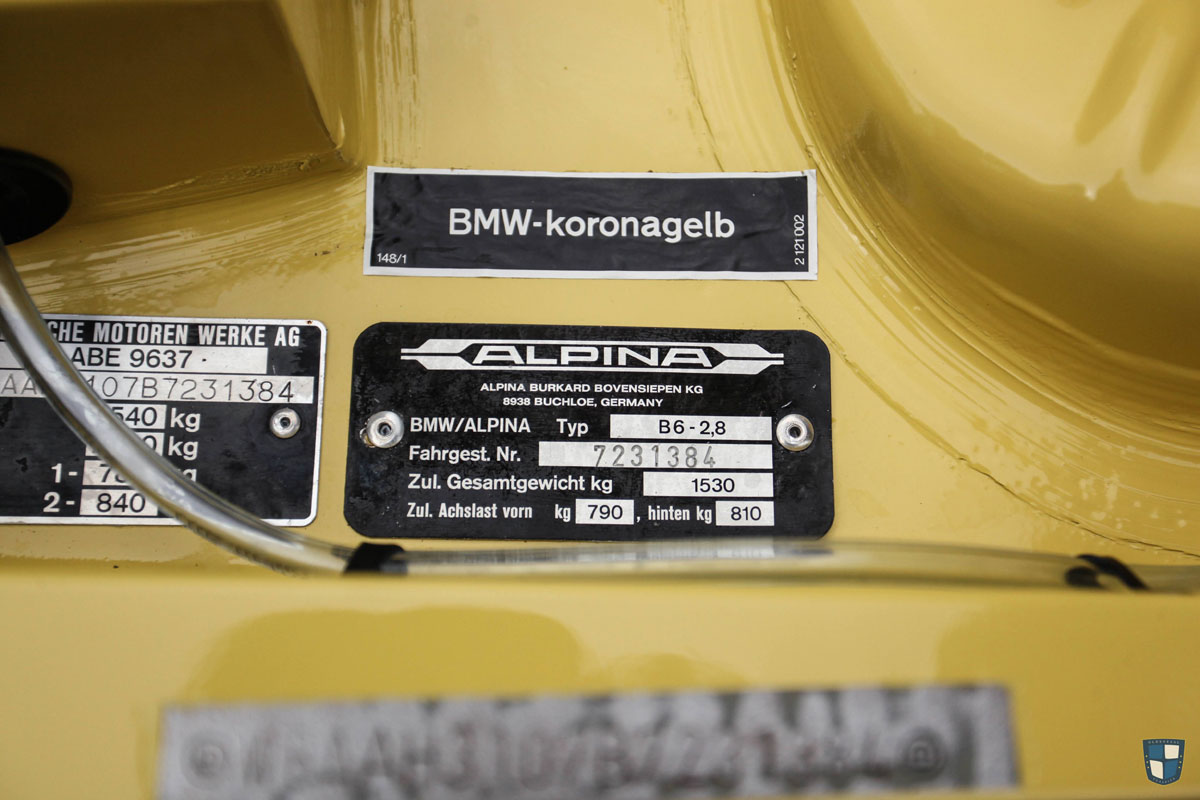 BMW-koronagelb
148/1
2 121 002
CHE MOTOREN WERKE AG
ABE 9637 ·
107B7231384
540 kg
kg
1-
2- 840
ALPINA
ALPINA BURKARD BOVENSIEPEN KG
8938 BUCHLOE, GERMANY
BMW/ALPINA Typ B6-2,8
Fahrgest. Nr. 7231384
Zul. Gesamtgewicht kg 1530
Zul. Achslast vorn kg 790, hinten kg 810